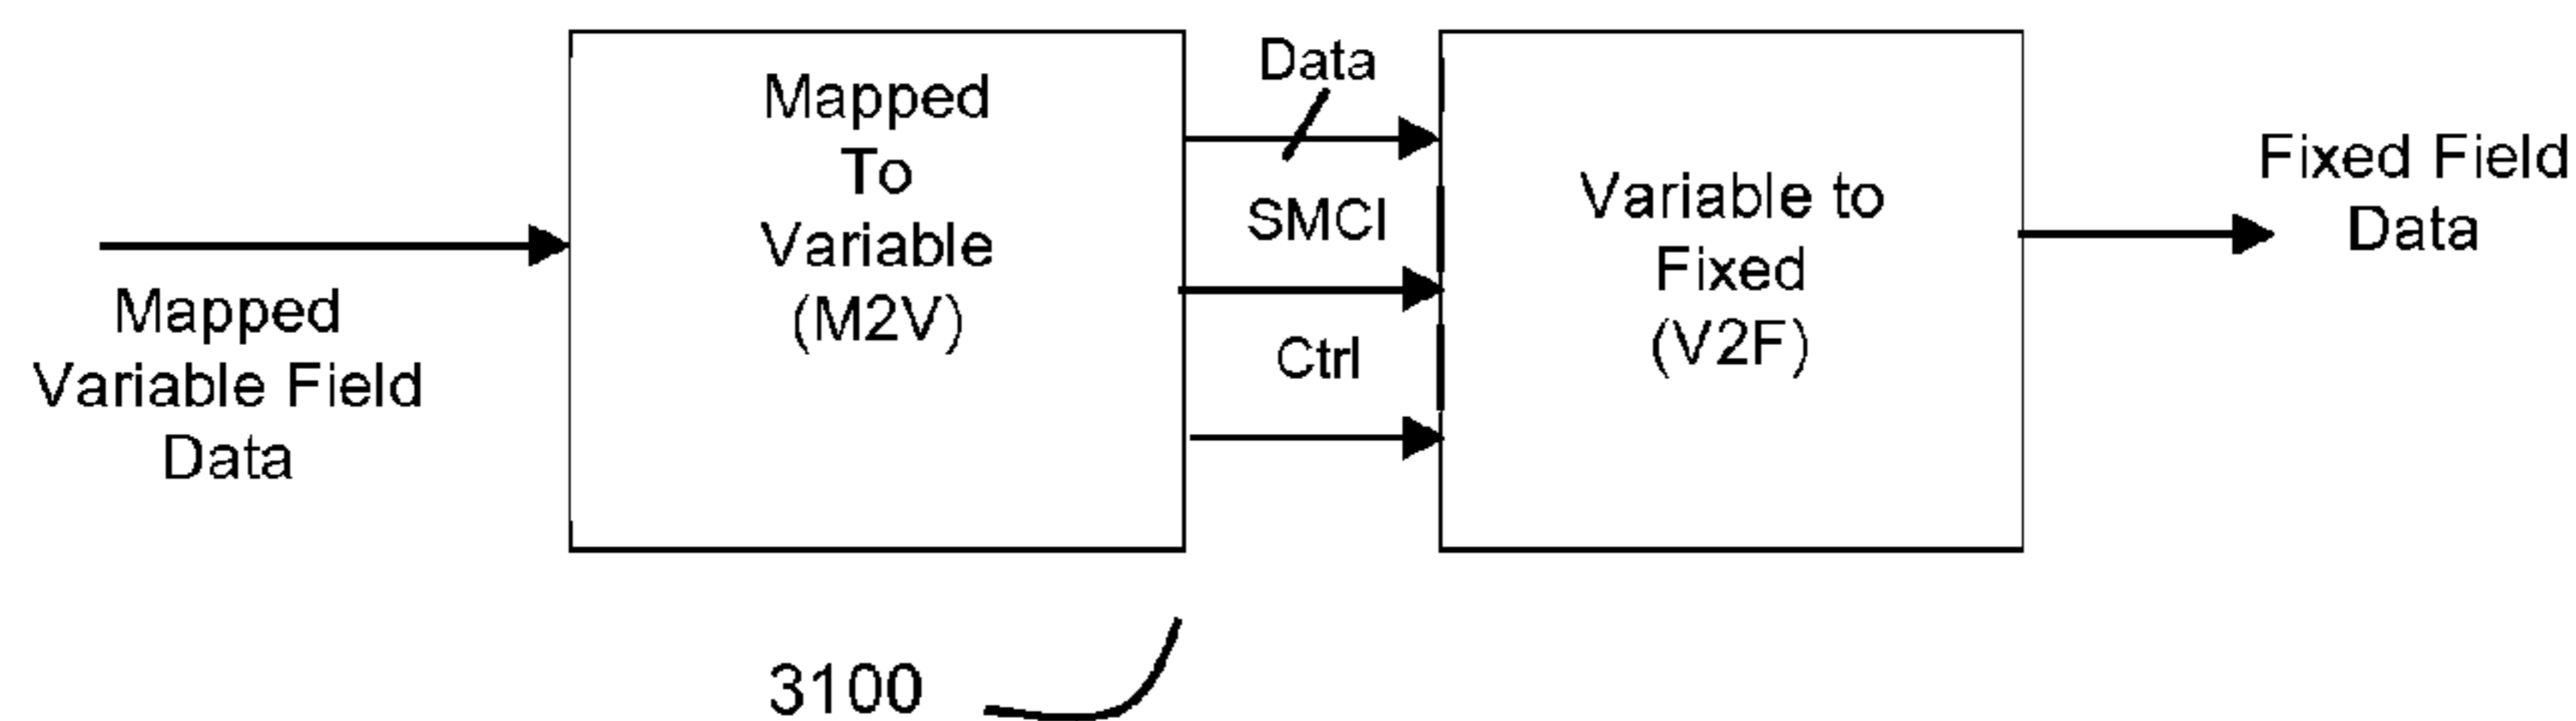 Mapped
Variable Field
Data
Mapped
To
Variable
(M2V)
Data
SMCI
Ctrl
Variable to
Fixed
(V2F)
Fixed Field
Data
3100